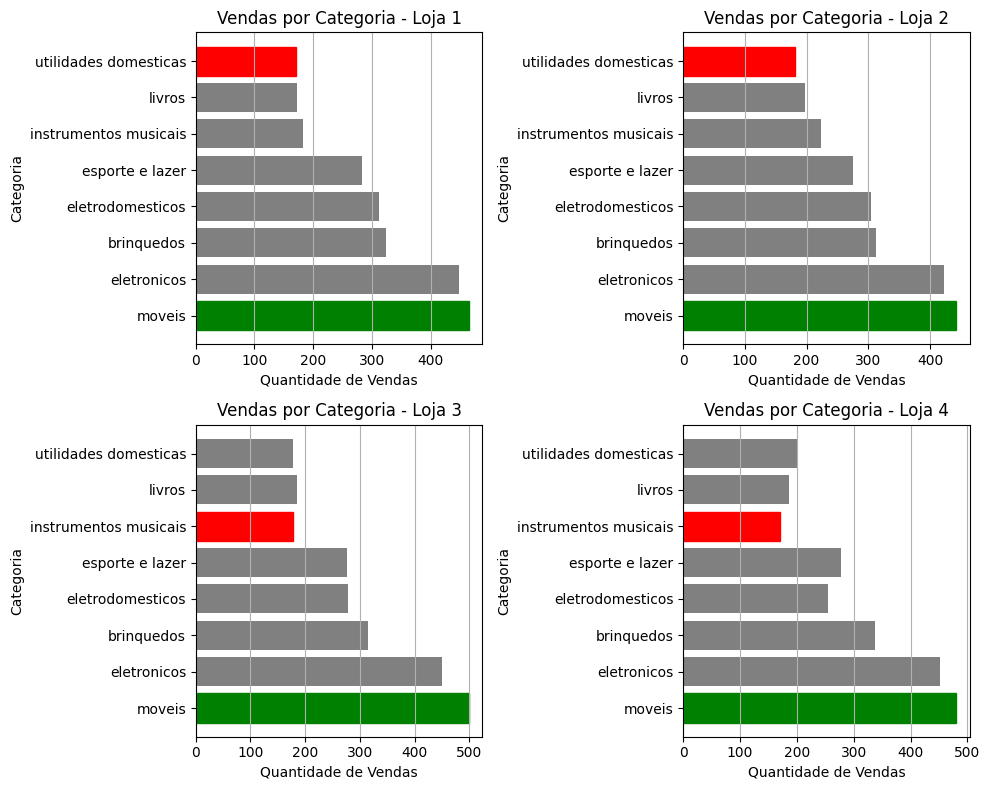 Vendas por Categoria - Loja 1
Categoria
utilidades domesticas
livros
instrumentos musicais
esporte e lazer
eletrodomesticos
brinquedos
eletronicos
moveis
0 100 200 300 400
Quantidade de Vendas
Vendas por Categoria - Loja 2
Categoria
utilidades domesticas
livros
instrumentos musicais
esporte e lazer
eletrodomesticos
brinquedos
eletronicos
moveis
0 100 200 300 400
Quantidade de Vendas
Vendas por Categoria - Loja 3
Categoria
utilidades domesticas
livros
instrumentos musicais
esporte e lazer
eletrodomesticos
brinquedos
eletronicos
moveis
0 100 200 300 400 500
Quantidade de Vendas
Vendas por Categoria - Loja 4
Categoria
utilidades domesticas
livros
instrumentos musicais
esporte e lazer
eletrodomesticos
brinquedos
eletronicos
moveis
0 100 200 300 400 500
Quantidade de Vendas